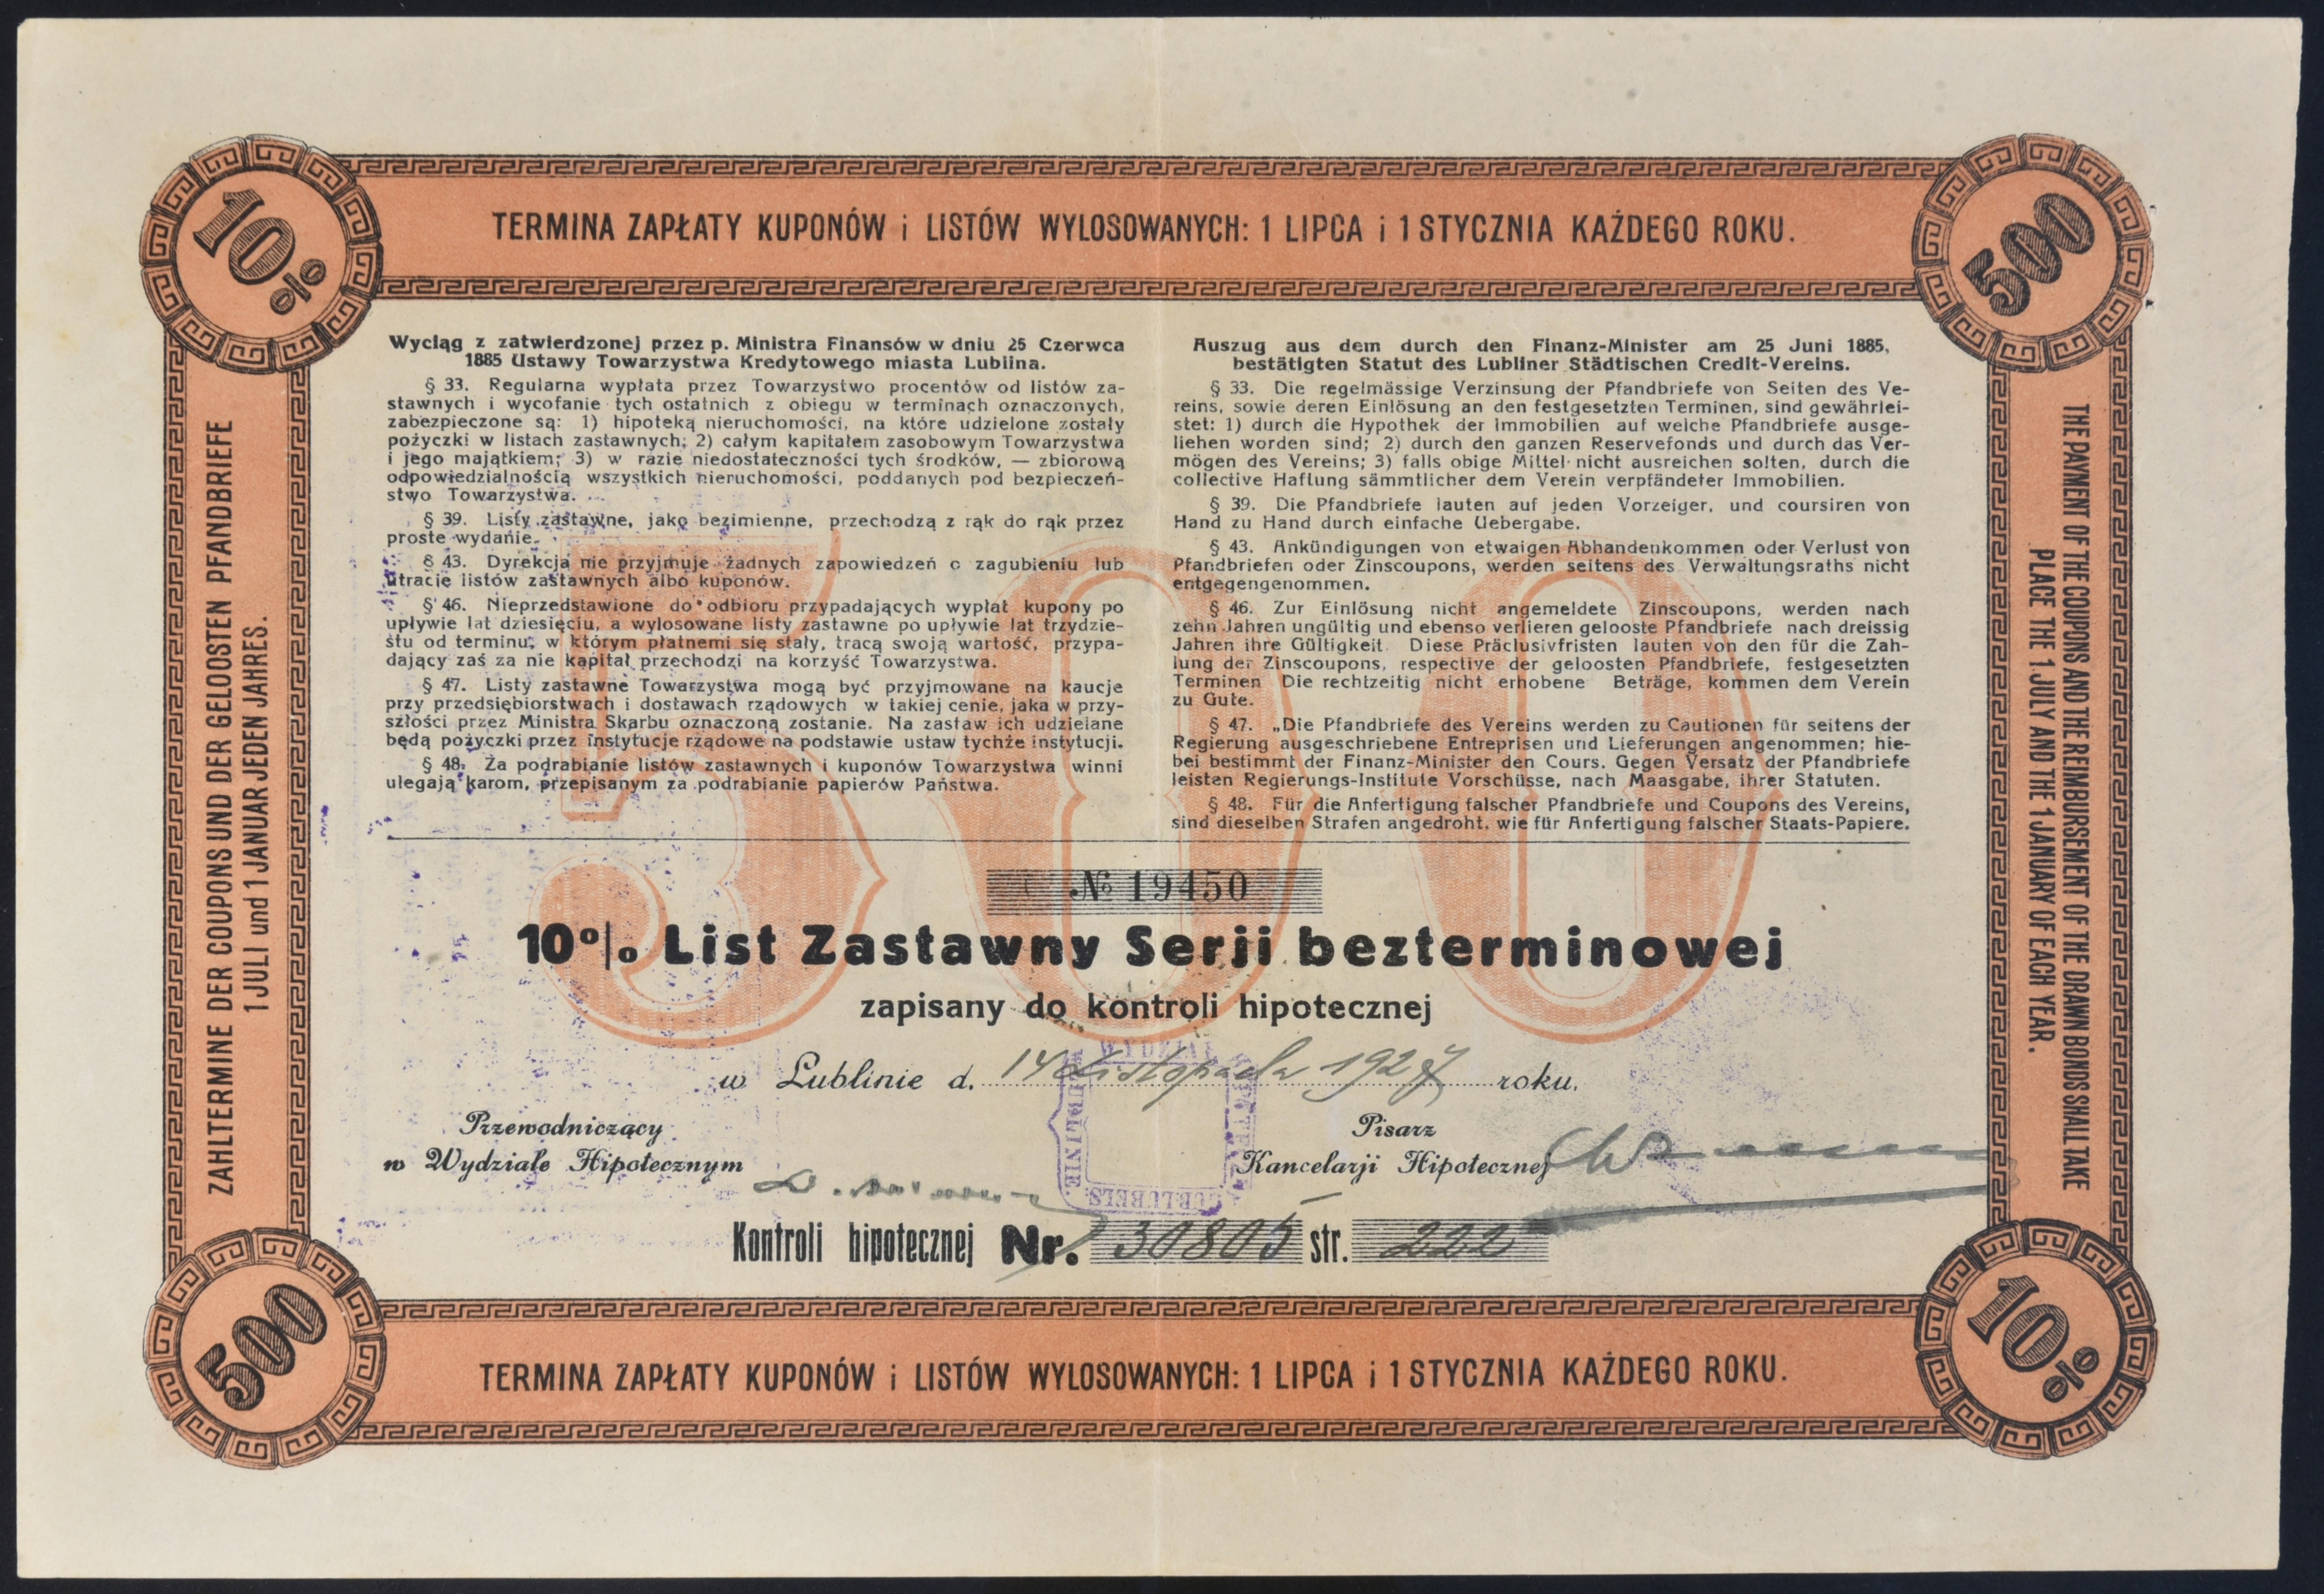 10%
TERMINA ZAPŁATY KUPONÓW i LISTÓW WYLOSOWANYCH: 1 LIPCA i 1 STYCZNIA KAŻDEGO ROKU.
500
ZAHLTERMINE DER COUPONS UND DER GELOOSTEN PFANDBRIEFE
1 JULI und 1 JANUAR JEDEN JAHRES.
Wyciąg z zatwierdzonej przez p. Ministra Finansów w dniu 25 Czerwca
1885 Ustawy Towarzystwa Kredytowego miasta Lublina.
§ 33. Regularna wypłata przez Towarzystwo procentów od listów za-
stawnych i wycofanie tych ostatnich z obiegu w terminach oznaczonych,
zabezpieczone są: 1) hipoteką nieruchomości, na które udzielone zostały
pożyczki w listach zastawnych; 2) całym kapitałem zasobowym Towarzystwa
i jego majątkiem; 3) w razie niedostateczności tych środków, — zbiorową
odpowiedzialnością wszystkich nieruchomości, poddanych pod bezpieczeń-
stwo Towarzystwa.
§ 39. Listy zastawne, jako bezimienne, przechodzą z rąk do rąk przez
proste wydanie.
§ 43. Dyrekcja nie przyjmuje żadnych zapowiedzeń o zagubieniu lub
utracie listów zastawnych albo kuponów.
§ 46. Nieprzedstawione do odbioru przypadających wypłat kupony po
upływie lat dziesięciu, a wylosowane listy zastawne po upływie lat trzydzie-
stu od terminu, w którym płatnemi się stały, tracą swoją wartość, przypa-
dający zaś za nie kapitał przechodzi na korzyść Towarzystwa.
§ 47. Listy zastawne Towarzystwa mogą być przyjmowane na kaucje
przy przedsiębiorstwach i dostawach rządowych w takiej cenie, jaka w przy-
szłości przez Ministra Skarbu oznaczoną zostanie. Na zastaw ich udzielane
będą pożyczki przez instytucje rządowe na podstawie ustaw tychże instytucji.
§ 48. Za podrabianie listów zastawnych i kuponów Towarzystwa winni
ulegają karom, przepisanym za podrabianie papierów Państwa.
Auszug aus dem durch den Finanz-Minister am 25 Juni 1885,
bestätigten Statut des Lubliner Städtischen Credit-Vereins.
§ 33. Die regelmässige Verzinsung der Pfandbriefe von Seiten des Ve-
reins, sowie deren Einlösung an den festgesetzten Terminen, sind gewährlei-
stet: 1) durch die Hypothek der Immobilien auf welche Pfandbriefe ausge-
liehen worden sind; 2) durch den ganzen Reservefonds und durch das Ver-
mögen des Vereins; 3) falls obige Mittel nicht ausreichen solten, durch die
collective Haftung sämmtlicher dem Verein verpfändeter Immobilien.
§ 39. Die Pfandbriefe lauten auf jeden Vorzeiger, und coursiren von
Hand zu Hand durch einfache Uebergabe.
§ 43. Ankündigungen von etwaigen Abhandenkommen oder Verlust von
Pfandbriefen oder Zinscoupons, werden seitens des Verwaltungsraths nicht
entgegengenommen.
§ 46. Zur Einlösung nicht angemeldete Zinscoupons, werden nach
zehn Jahren ungültig und ebenso verlieren gelooste Pfandbriefe nach dreissig
Jahren ihre Gültigkeit. Diese Präclusivfristen lauten von den für die Zah-
lung der Zinscoupons, respective der geloosten Pfandbriefe, festgesetzten
Terminen Die rechtzeitig nicht erhobene Beträge, kommen dem Verein
zu Gute.
§ 47. „Die Pfandbriefe des Vereins werden zu Cautionen für seitens der
Regierung ausgeschriebene Entreprisen und Lieferungen angenommen; hie-
bei bestimmt der Finanz-Minister den Cours. Gegen Versatz der Pfandbriefe
leisten Regierungs-Institute Vorschüsse, nach Maasgabe, ihrer Statuten.
§ 48. Für die Anfertigung falscher Pfandbriefe und Coupons des Vereins,
sind dieselben Strafen angedroht, wie für Anfertigung falscher Staats-Papiere.
THE PAYMENT OF THE COUPONS AND THE REIMBURSEMENT OF THE DRAWN BONDS SHALL TAKE
PLACE THE 1. JULY AND THE 1 JANUARY OF EACH YEAR.
500
№ 19450
10% List Zastawny Serji bezterminowej
zapisany do kontroli hipotecznej
w Lublinie d. 14 Listopada 1927 roku.
WYDZIAŁ
W LUBLINIE.
Przewodniczący
w Wydziale Hipotecznym
Pisarz
Kancelarji Hipotecznej
Kontroli hipotecznej Nr. 30805 str. 222
500
TERMINA ZAPŁATY KUPONÓW i LISTÓW WYLOSOWANYCH: 1 LIPCA i 1 STYCZNIA KAŻDEGO ROKU.
10%